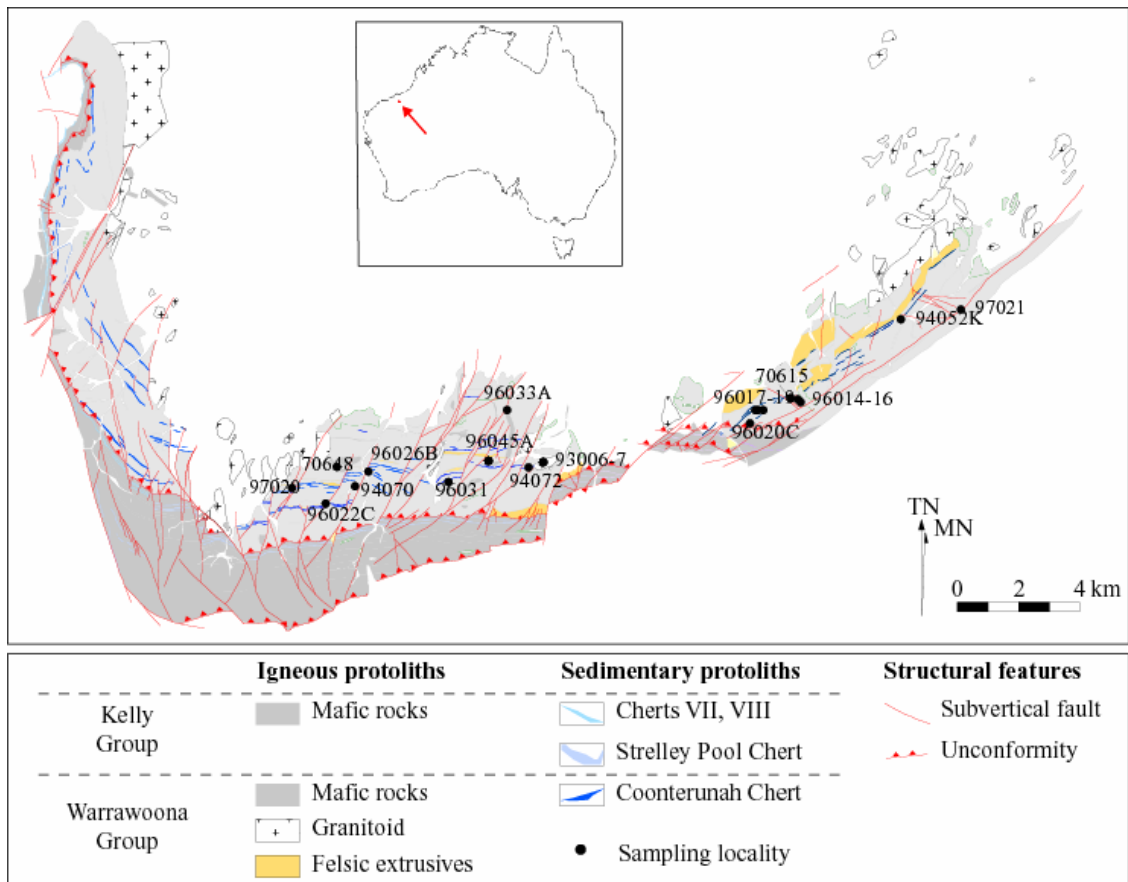 97021
94052K
70615
96017-19
96014-16
96020C
96033A
96045A
96026B
93006-7
70648
94072
97020
94070
96031
96022C
TN
MN
0 2 4 km
Igneous protoliths
Sedimentary protoliths
Structural features
Kelly
Group
Mafic rocks
Cherts VII, VIII
Strelley Pool Chert
Subvertical fault
Unconformity
Warrawoona
Group
Mafic rocks
Granitoid
Felsic extrusives
Coonterunah Chert
Sampling locality